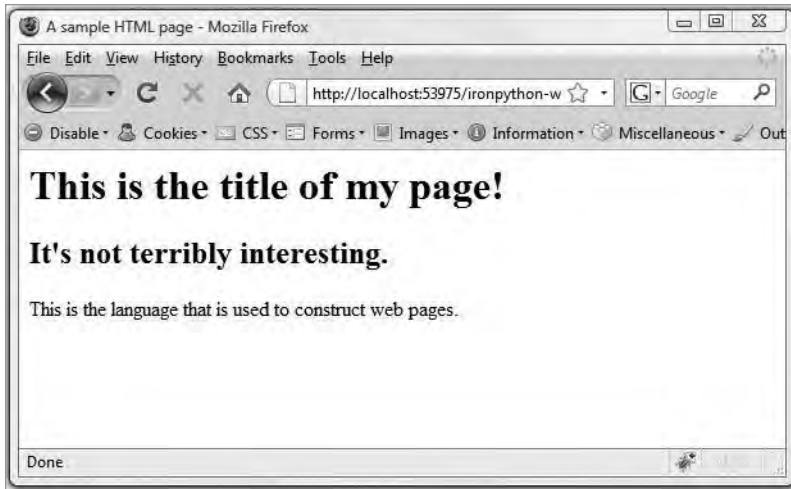 A sample HTML page - Mozilla Firefox
File Edit View History Bookmarks Tools Help
http://localhost:53975/ironpython-w G Google
Disable Cookies CSS Forms Images Information Miscellaneous Out
This is the title of my page!
It's not terribly interesting.
This is the language that is used to construct web pages.
Done